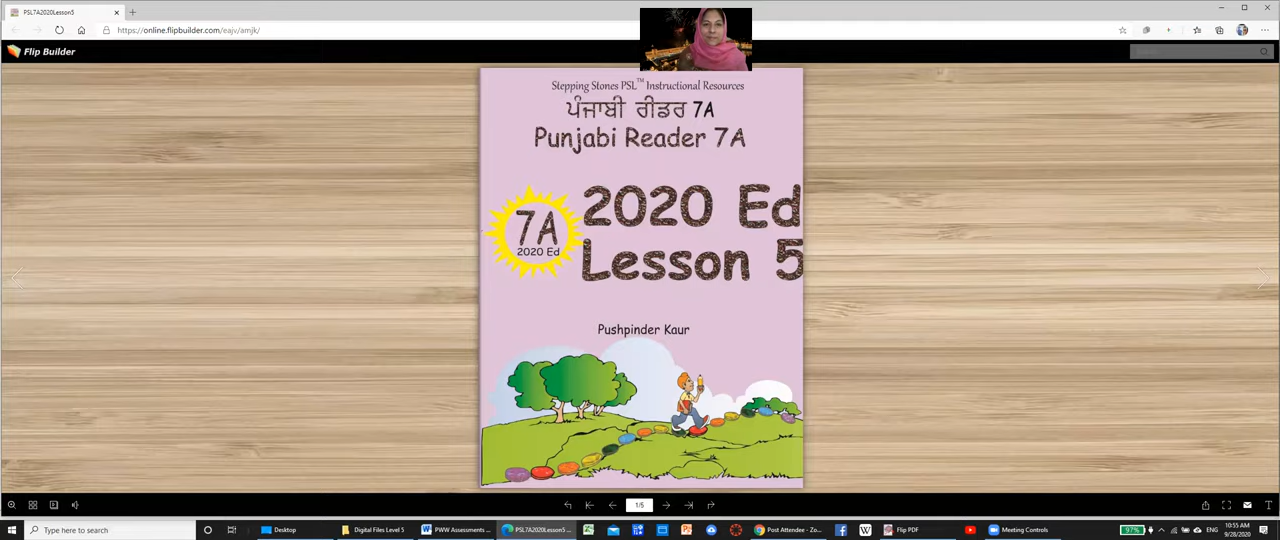 PSL7A2020Lesson5
https://online.flipbuilder.com/eajv/amjk/
Flip Builder
Stepping Stones PSL™ Instructional Resources
ਪੰਜਾਬੀ ਰੀਡਰ 7A
Punjabi Reader 7A
2020 Ed
Lesson 5
7A
2020 Ed
Pushpinder Kaur
1/5
Type here to search
Desktop
Digital Files Level 5
PWW Assessments ...
PSL7A2020Lesson5 ...
Post Attendee - Zo...
Flip PDF
Meeting Controls
97%
ENG
10:55 AM
9/28/2020